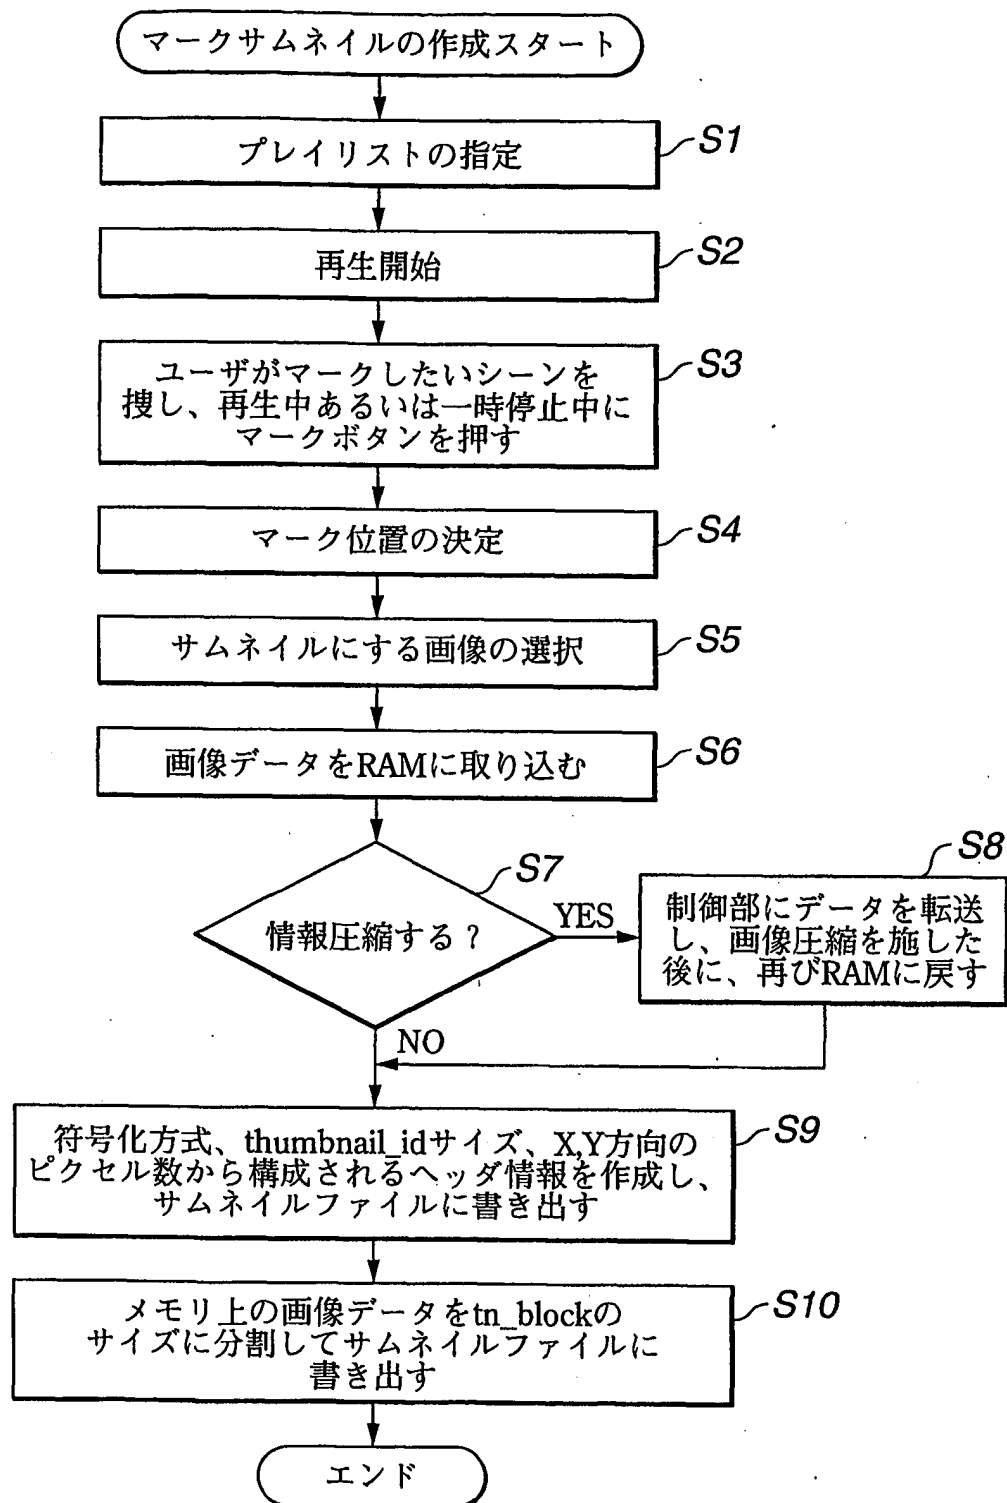 マークサムネイルの作成スタート
プレイリストの指定
S1
再生開始
S2
ユーザがマークしたいシーンを
捜し、再生中あるいは一時停止中に
マークボタンを押す
S3
マーク位置の決定
S4
サムネイルにする画像の選択
S5
画像データをRAMに取り込む
S6
情報圧縮する?
S7
YES
制御部にデータを転送
し、画像圧縮を施した
後に、再びRAMに戻す
S8
NO
符号化方式、thumbnail_idサイズ、X,Y方向の
ピクセル数から構成されるヘッダ情報を作成し、
サムネイルファイルに書き出す
S9
メモリ上の画像データをtn_blockの
サイズに分割してサムネイルファイルに
書き出す
S10
エンド